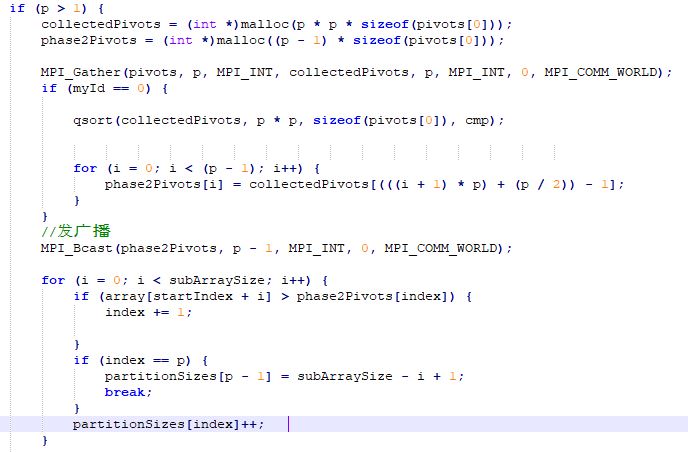 if (p > 1) {
collectedPivots = (int *)malloc(p * p * sizeof(pivots[0]));
phase2Pivots = (int *)malloc((p - 1) * sizeof(pivots[0]));
MPI_Gather(pivots, p, MPI_INT, collectedPivots, p, MPI_INT, 0, MPI_COMM_WORLD);
if (myId == 0) {
qsort(collectedPivots, p * p, sizeof(pivots[0]), cmp);
for (i = 0; i < (p - 1); i++) {
phase2Pivots[i] = collectedPivots[(((i + 1) * p) + (p / 2)) - 1];
}
}
//发广播
MPI_Bcast(phase2Pivots, p - 1, MPI_INT, 0, MPI_COMM_WORLD);
for (i = 0; i < subArraySize; i++) {
if (array[startIndex + i] > phase2Pivots[index]) {
index += 1;
}
if (index == p) {
partitionSizes[p - 1] = subArraySize - i + 1;
break;
}
partitionSizes[index]++;
}